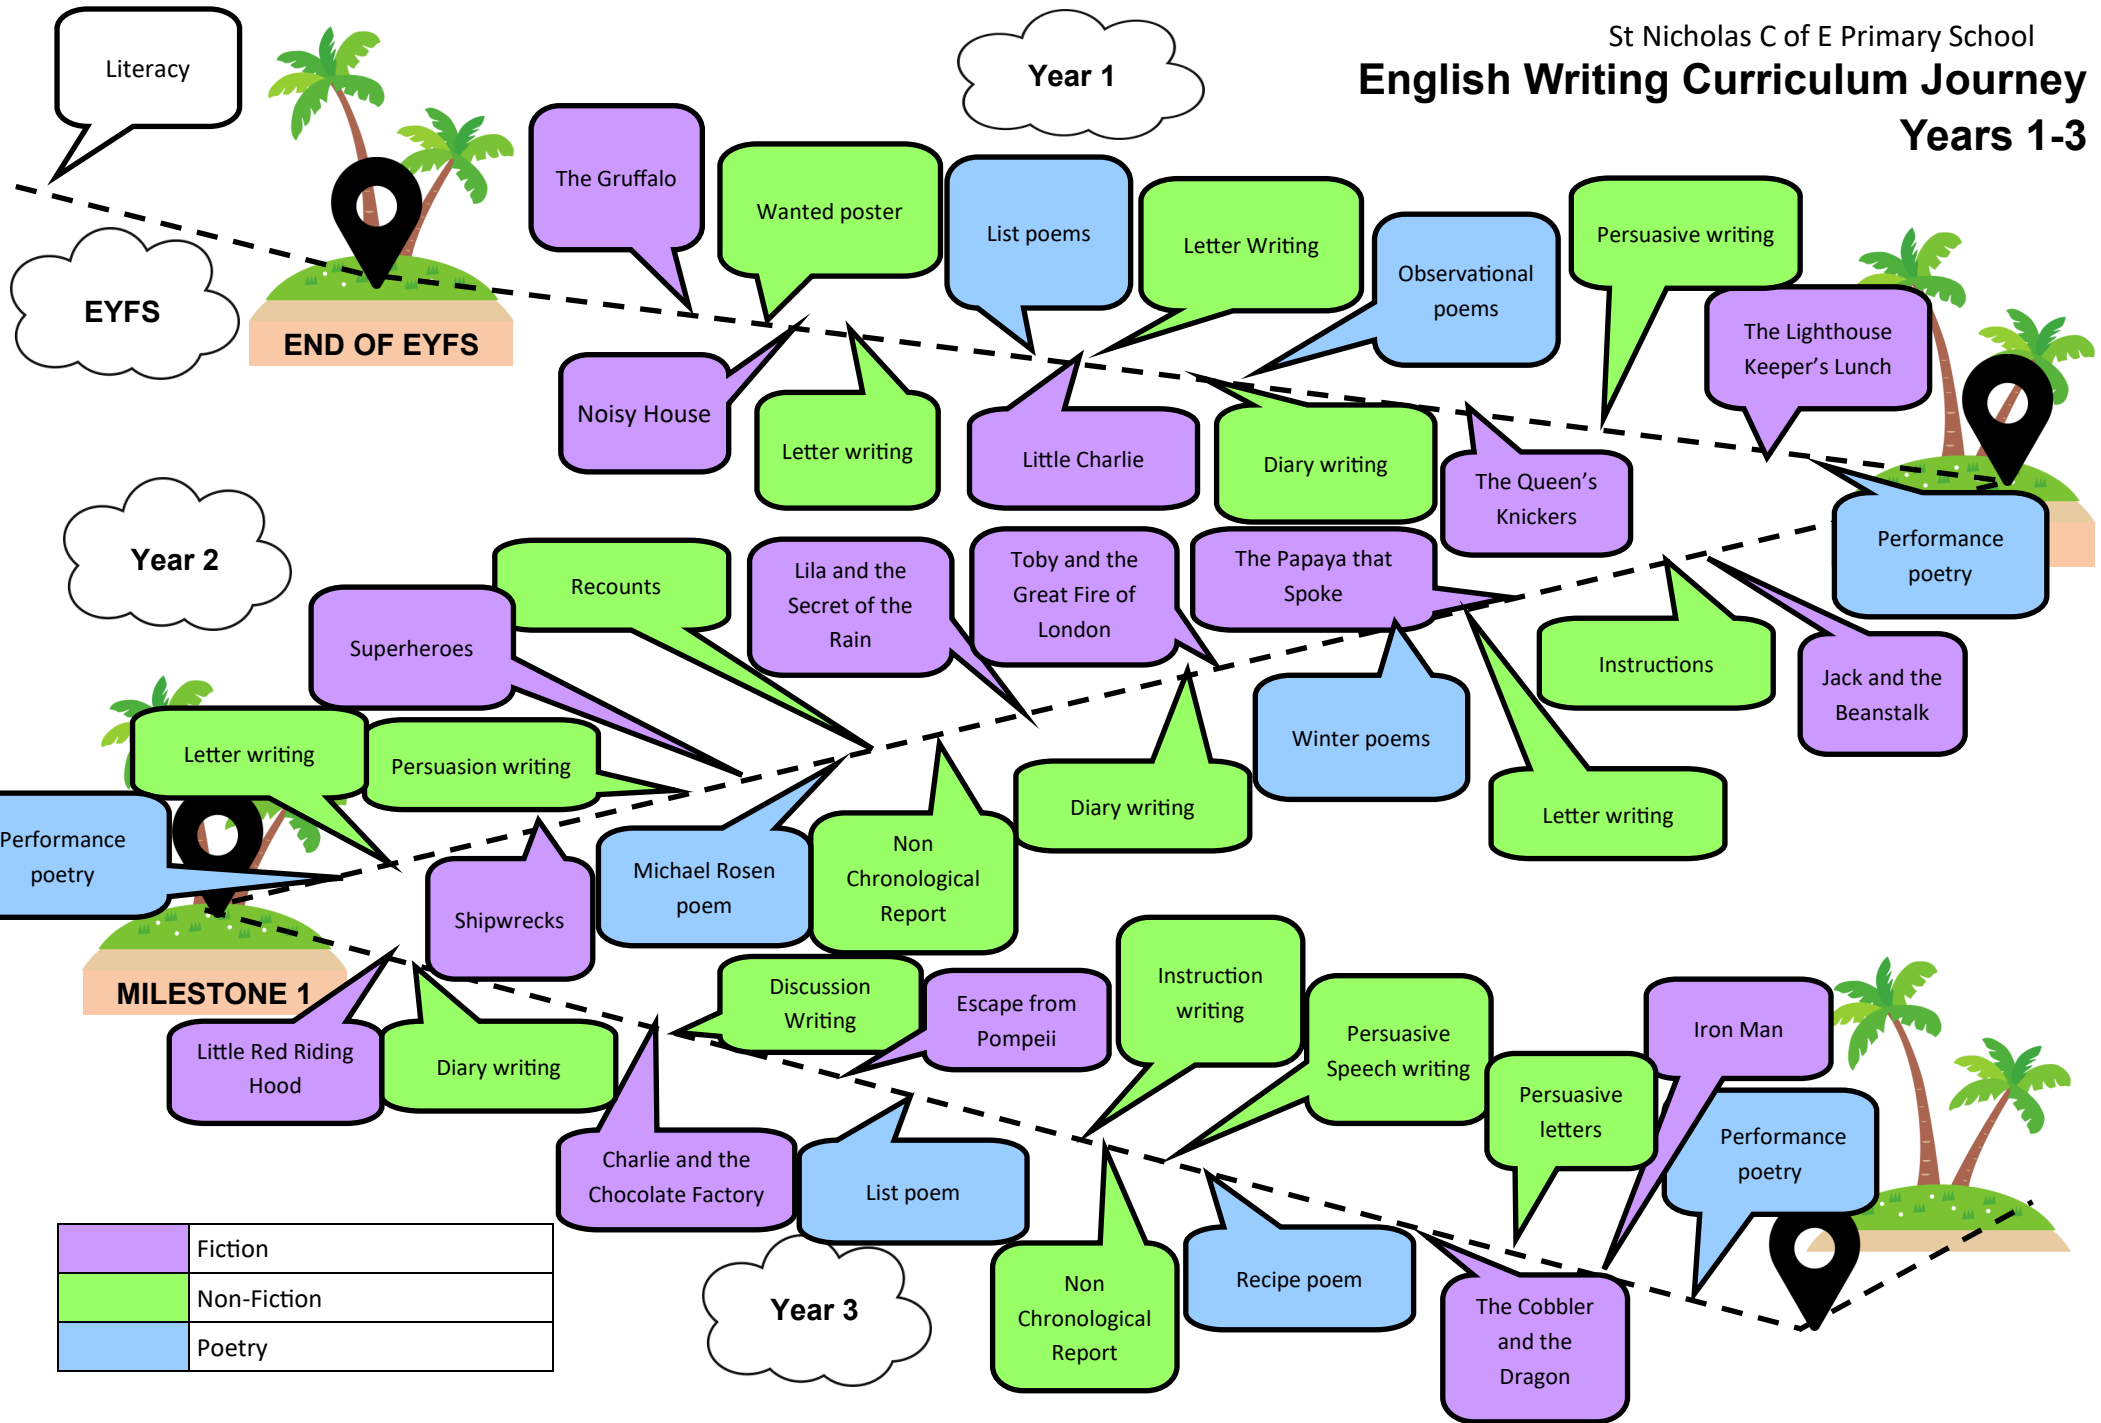 St Nicholas C of E Primary School
English Writing Curriculum Journey
Years 1-3
Literacy
EYFS
END OF EYFS
Year 1
The Gruffalo
Noisy House
Wanted poster
Letter writing
List poems
Little Charlie
Letter Writing
Diary writing
Observational
poems
The Queen's
Knickers
Persuasive writing
The Lighthouse
Keeper's Lunch
Performance
poetry
Year 2
Jack and the
Beanstalk
Instructions
The Papaya that
Spoke
Letter writing
Winter poems
Toby and the
Great Fire of
London
Diary writing
Lila and the
Secret of the
Rain
Non
Chronological
Report
Recounts
Michael Rosen
poem
Superheroes
Persuasion writing
Shipwrecks
Letter writing
Performance
poetry
MILESTONE 1
Little Red Riding
Hood
Diary writing
Charlie and the
Chocolate Factory
Discussion
Writing
Escape from
Pompeii
List poem
Instruction
writing
Non
Chronological
Report
Persuasive
Speech writing
Recipe poem
The Cobbler
and the
Dragon
Persuasive
letters
Iron Man
Performance
poetry
Year 3
Fiction
Non-Fiction
Poetry